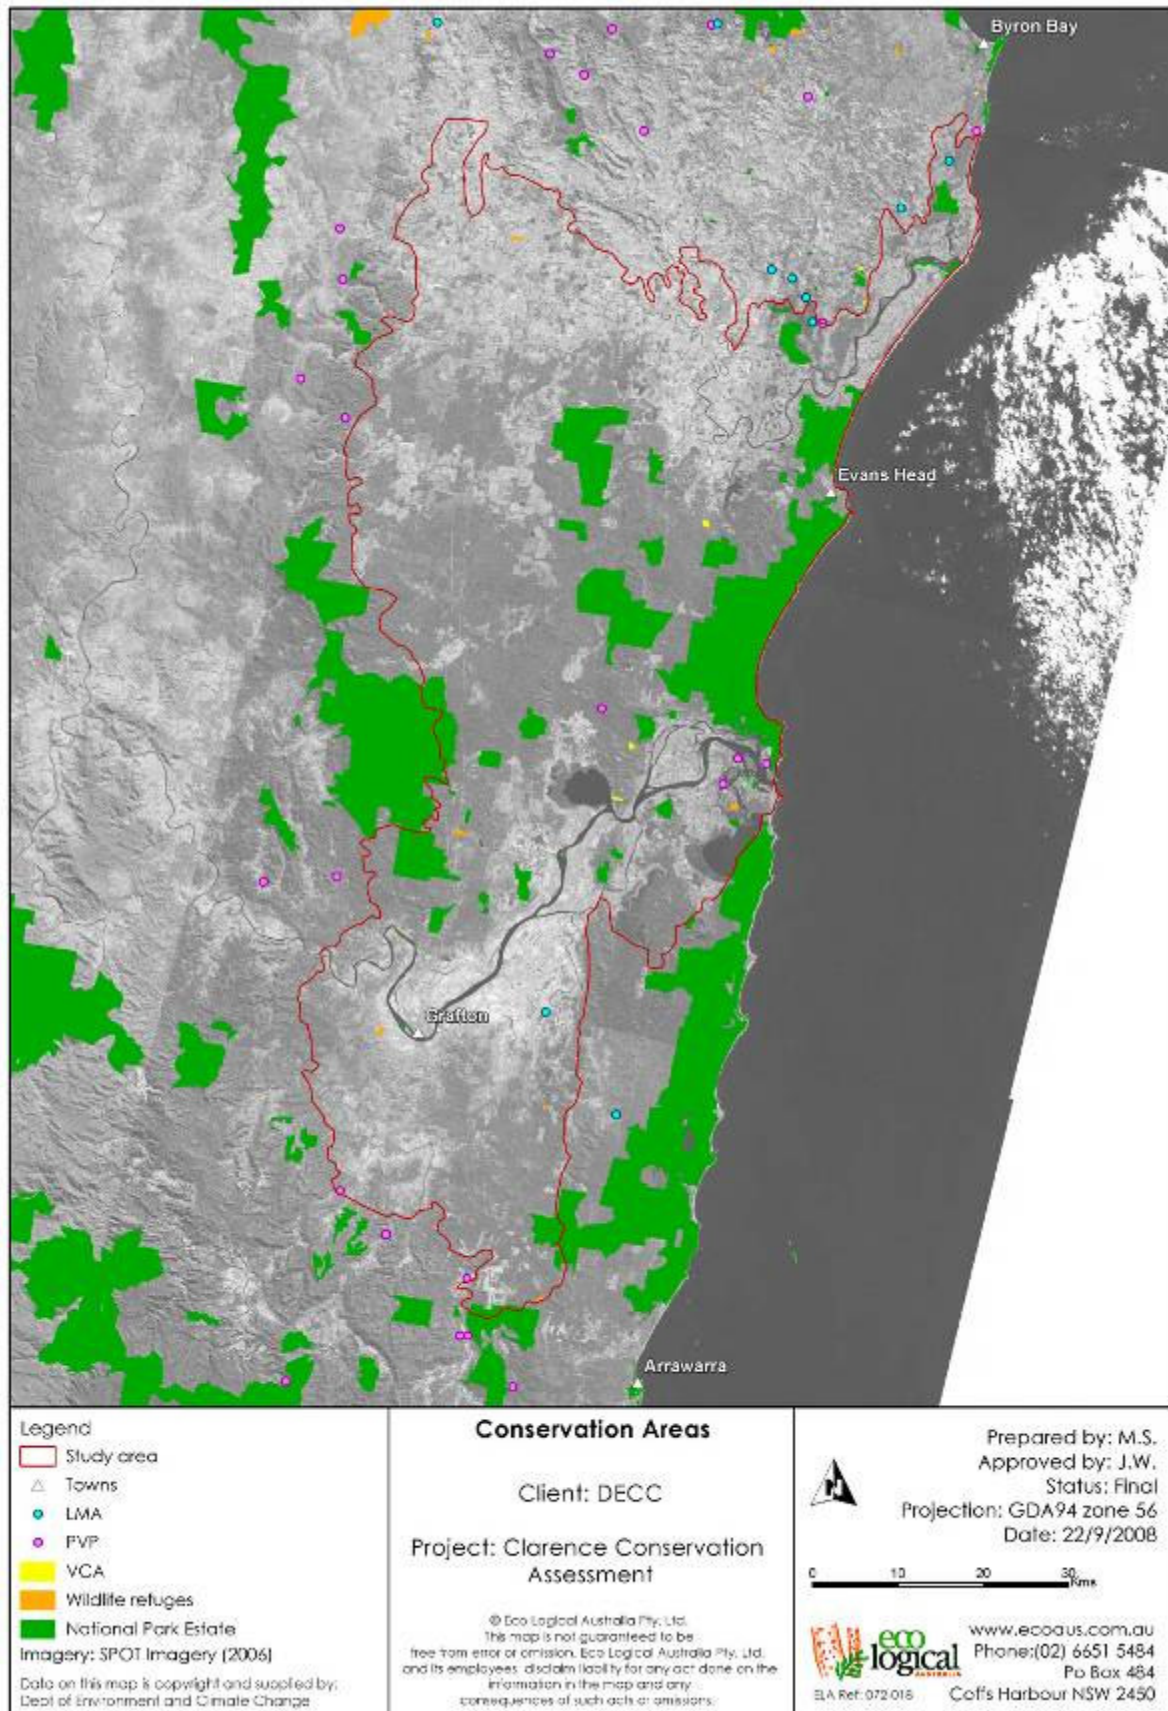 Byron Bay
Evans Head
Grafton
Arrawarra
Legend
Study area
Towns
LMA
PVP
VCA
Wildlife refuges
National Park Estate
Imagery: SPOT Imagery (2006)
Data on this map is copyright and supplied by:
Dept of Environment and Climate Change
Conservation Areas
Client: DECC
Project: Clarence Conservation
Assessment
© Eco Logical Australia Pty. Ltd.
This map is not guaranteed to be
free from error or omission. Eco Logical Australia Pty. Ltd.
and its employees disclaim liability for any act done on the
information in the map and any
consequences of such acts or omissions.
N
Prepared by: M.S.
Approved by: J.W.
Status: Final
Projection: GDA94 zone 56
Date: 22/9/2008
0 10 20 30
Kms
eco
logical
AUSTRALIA
ELA Ref: 072-018
www.ecoaus.com.au
Phone:(02) 6651 5484
Po Box 484
Coffs Harbour NSW 2450